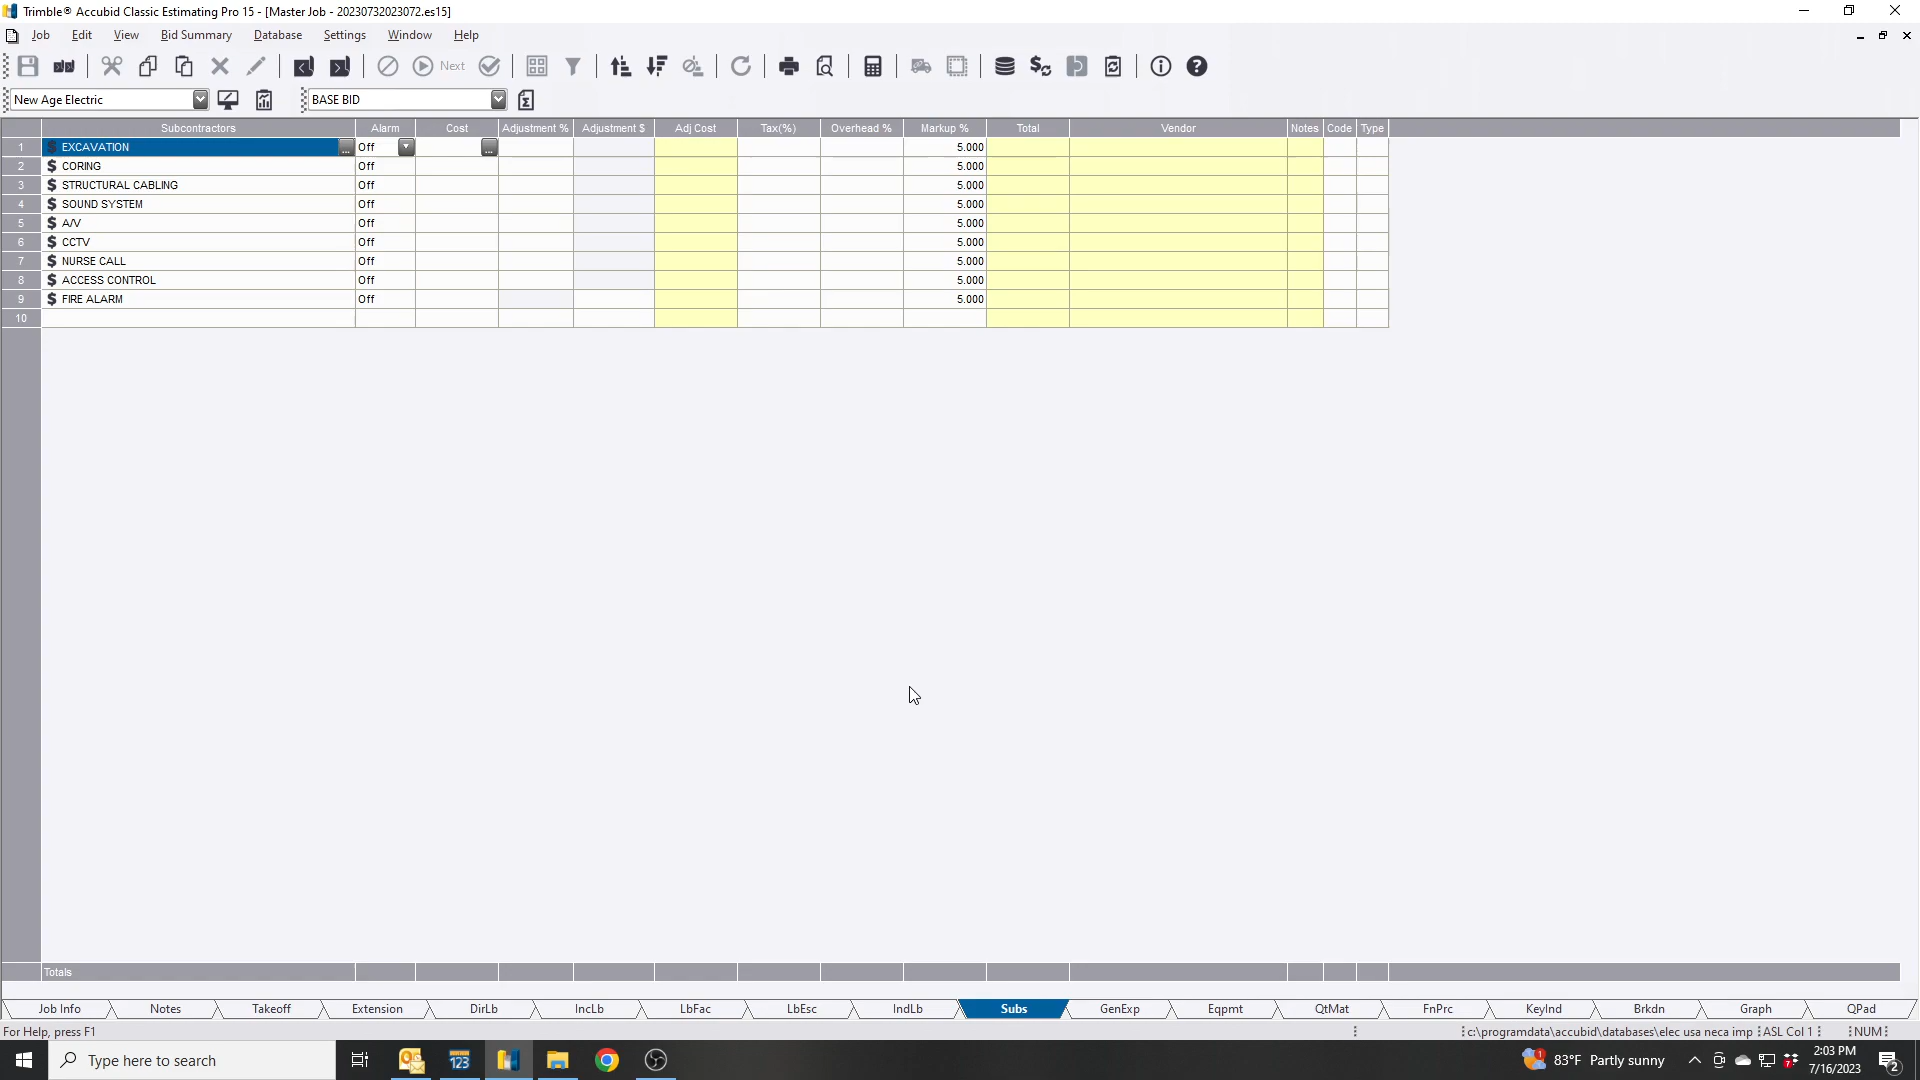 Trimble® Accubid Classic Estimating Pro 15 - [Master Job - 20230732023072.es15]
Job Edit View Bid Summary Database Settings Window Help
Next
New Age Electric BASE BID
Subcontractors Alarm Cost Adjustment % Adjustment $ Adj Cost Tax(%) Overhead % Markup % Total Vendor Notes Code Type
1 $ EXCAVATION ... Off ... 5.000
2 $ CORING Off 5.000
3 $ STRUCTURAL CABLING Off 5.000
4 $ SOUND SYSTEM Off 5.000
5 $ A/V Off 5.000
6 $ CCTV Off 5.000
7 $ NURSE CALL Off 5.000
8 $ ACCESS CONTROL Off 5.000
9 $ FIRE ALARM Off 5.000
10
Totals
Job Info Notes Takeoff Extension DirLb IncLb LbFac LbEsc IndLb Subs GenExp Eqpmt QtMat FnPrc KeyInd Brkdn Graph QPad
For Help, press F1 c:\programdata\accubid\databases\elec usa neca imp ASL Col 1 NUM
Type here to search 123 1 83°F Partly sunny 7 2:03 PM
7/16/2023 2